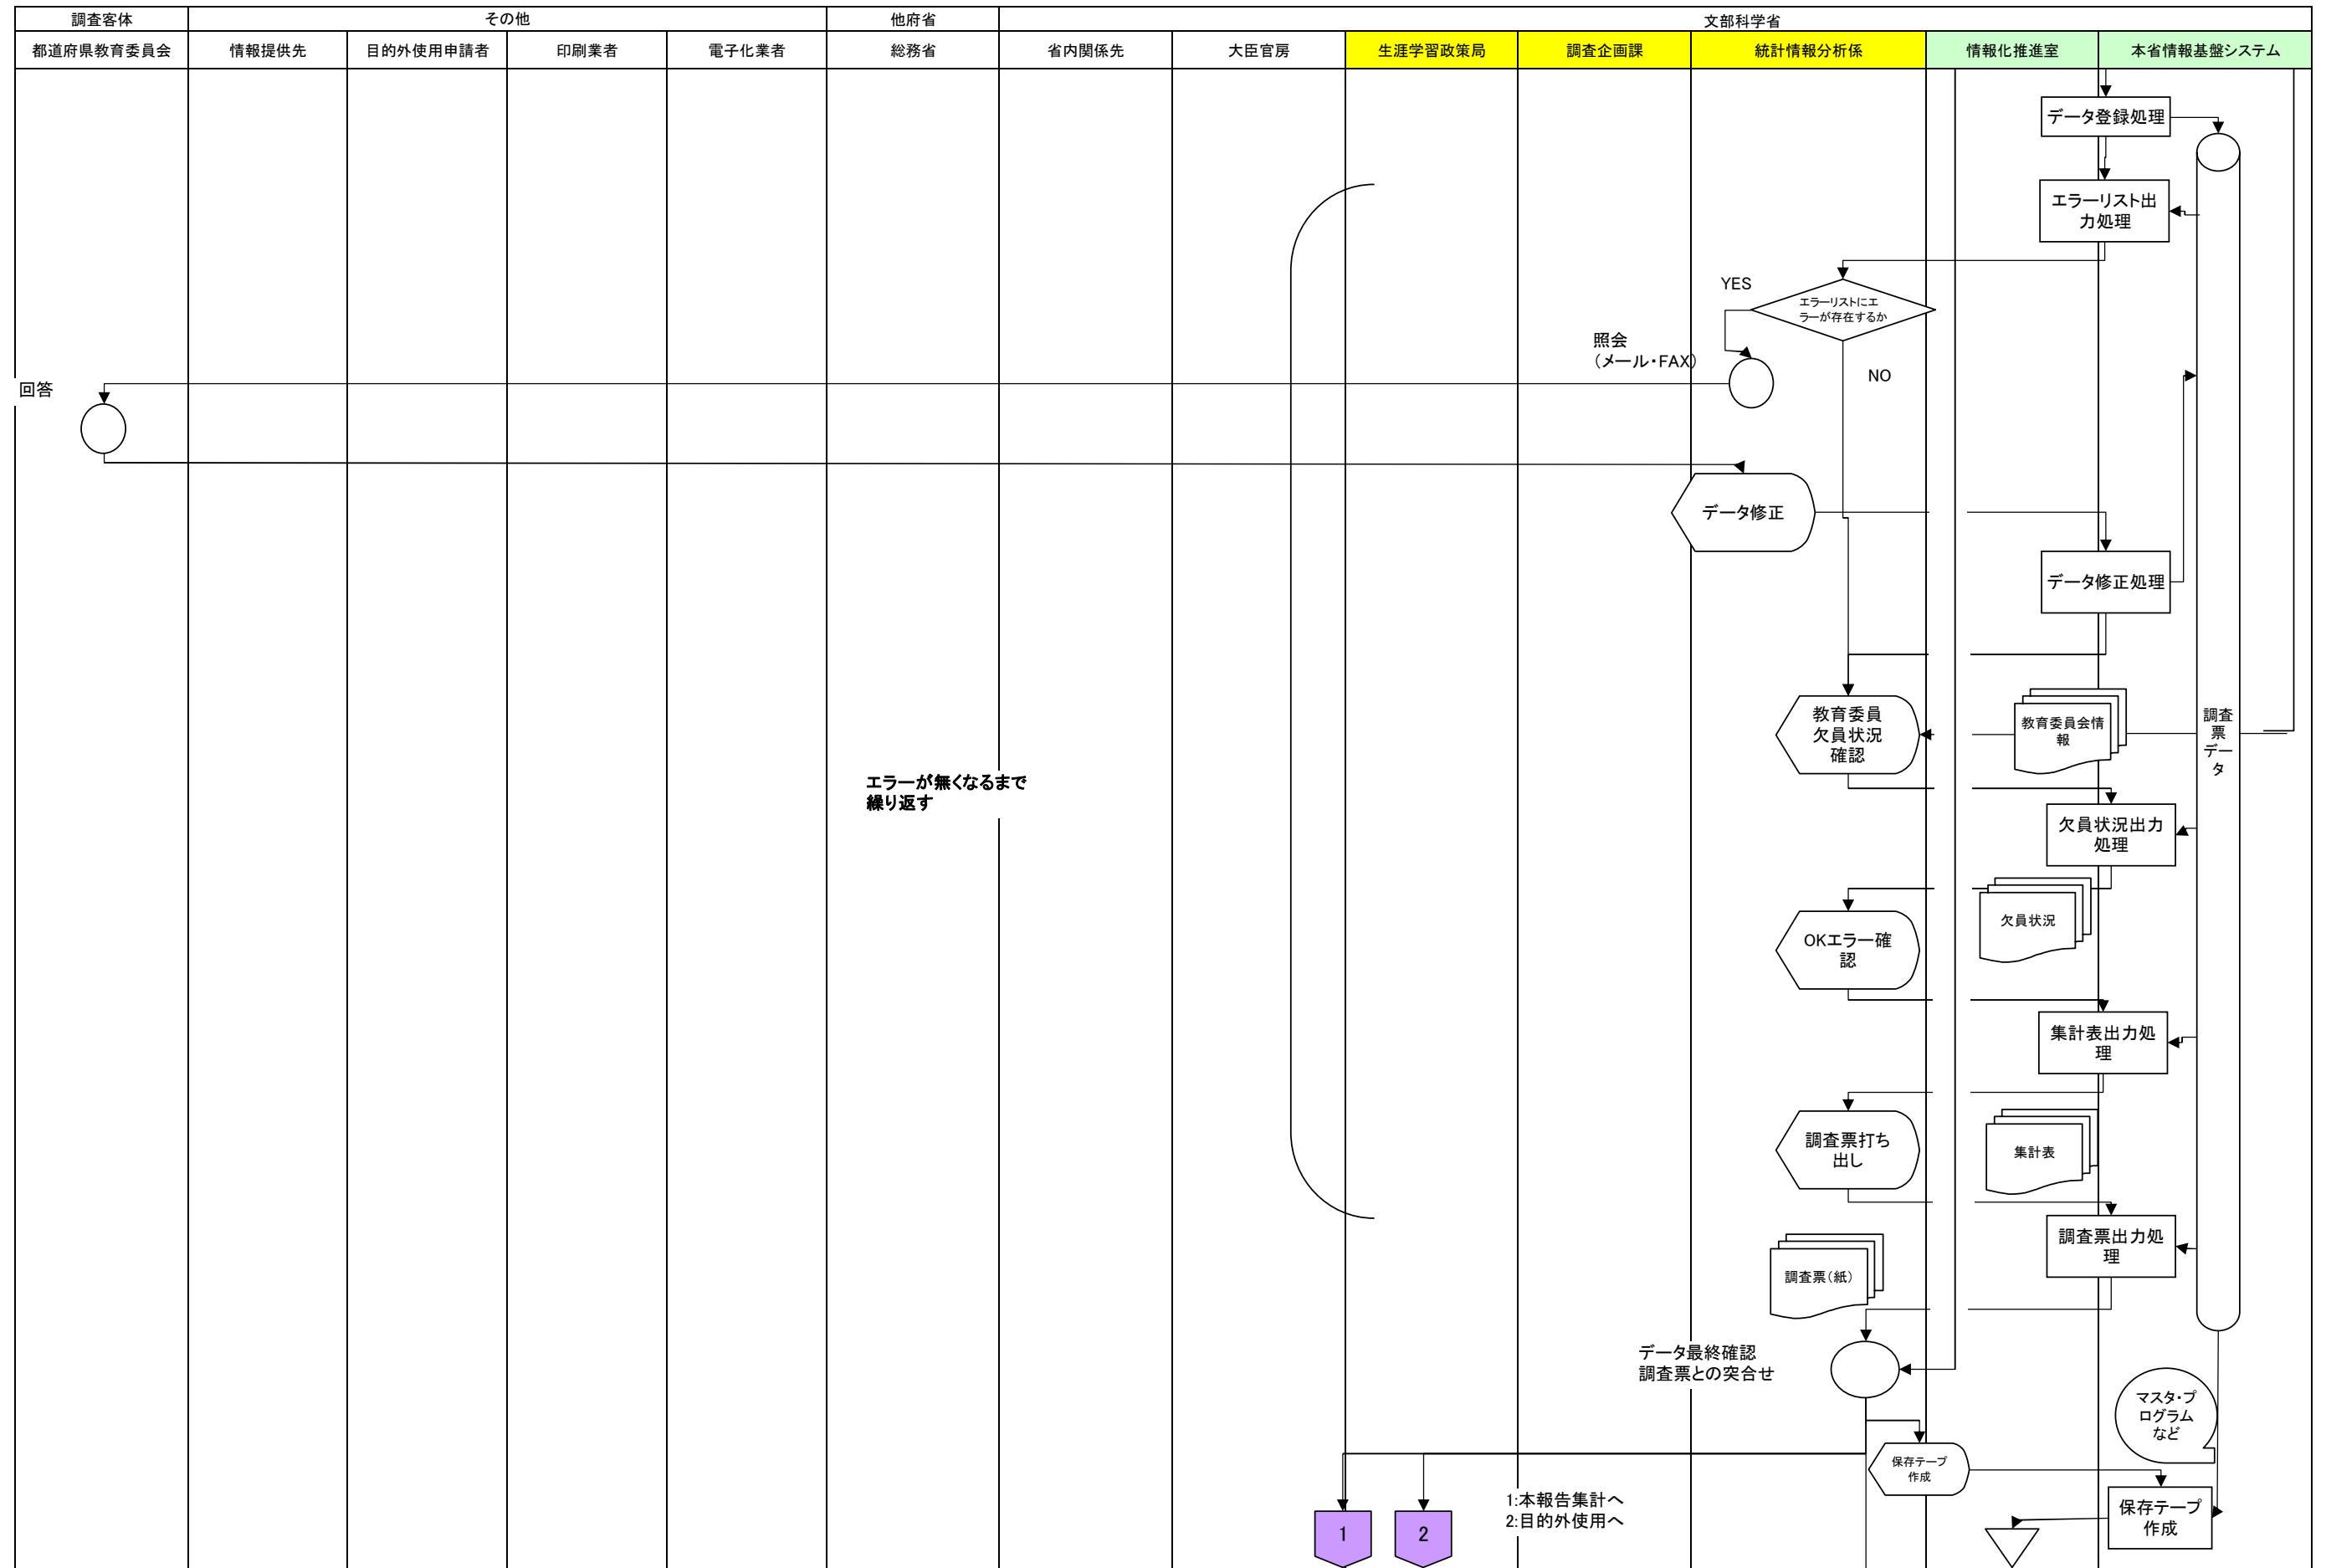 調査客体
その他
他府省
文部科学省
都道府県教育委員会
情報提供先
目的外使用申請者
印刷業者
電子化業者
総務省
省内関係先
大臣官房
生涯学習政策局
調査企画課
統計情報分析係
情報化推進室
本省情報基盤システム
データ登録処理
エラーリスト出
力処理
YES
エラーリストにエ
ラーが存在するか
照会
(メール・FAX)
NO
回答
データ修正
データ修正処理
教育委員
欠員状況
確認
教育委員会情
報
調査
票
デー
タ
エラーが無くなるまで
繰り返す
欠員状況出力
処理
欠員状況
OKエラー確
認
集計表出力処
理
調査票打ち
出し
集計表
調査票出力処
理
調査票(紙)
データ最終確認
調査票との突合せ
マスタ・プ
ログラム
など
保存テープ
作成
1:本報告集計へ
2:目的外使用へ
保存テープ
作成
1
2